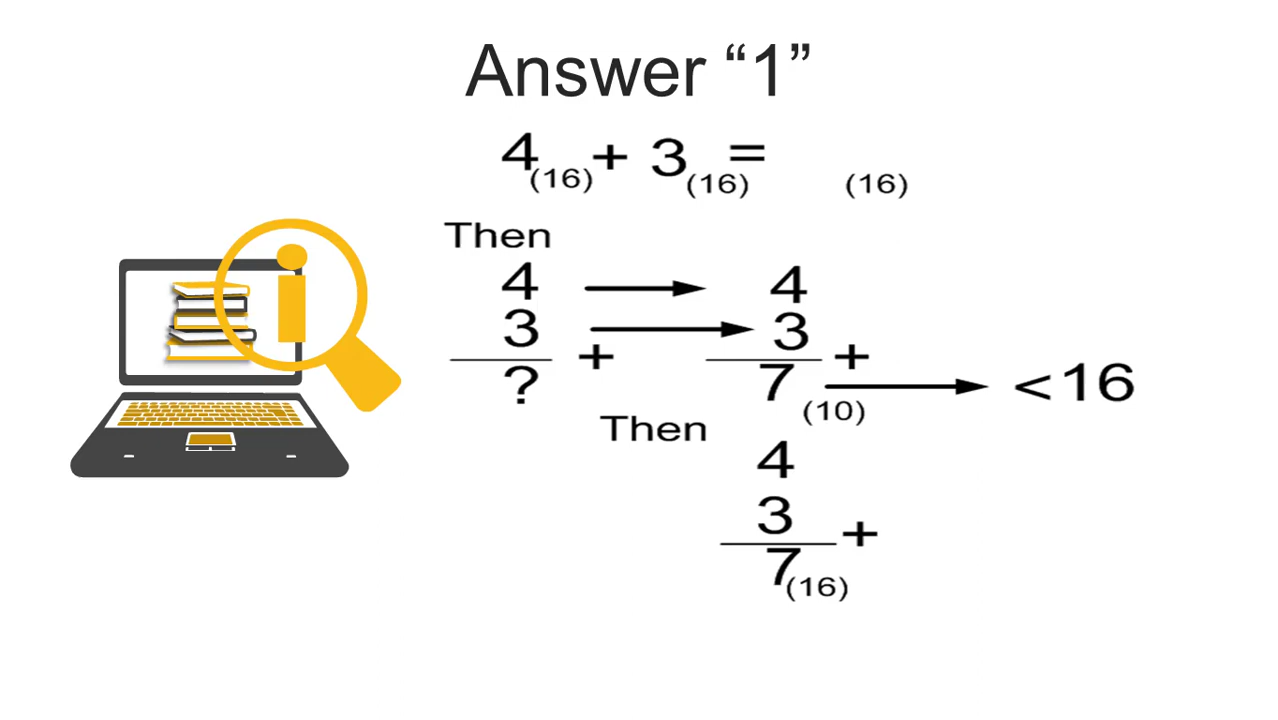 Answer “1”
4(16) + 3(16) = (16)
Then
4 4
3 3
+ +
? 7(10) <16
Then
4
3
+
7(16)